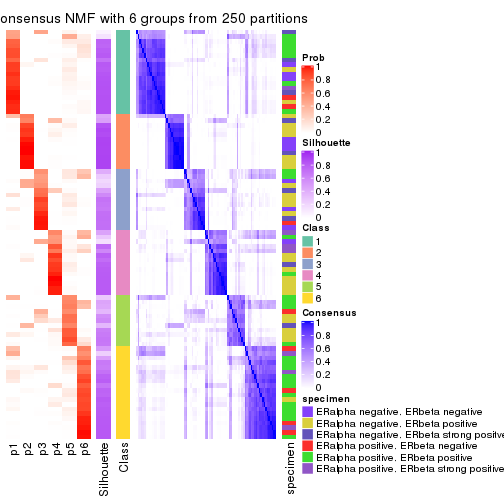 onsensus NMF with 6 groups from 250 partitions
Prob
1
0.8
0.6
0.4
0.2
0
Silhouette
1
0.8
0.6
0.4
0.2
0
Class
1
2
3
4
5
6
Consensus
1
0.8
0.6
0.4
0.2
0
specimen
ERalpha negative. ERbeta negative
ERalpha negative. ERbeta positive
ERalpha negative. ERbeta strong positive
ERalpha positive. ERbeta negative
ERalpha positive. ERbeta positive
ERalpha positive. ERbeta strong positive
p1
p2
p3
p4
p5
p6
Silhouette
Class
specimen